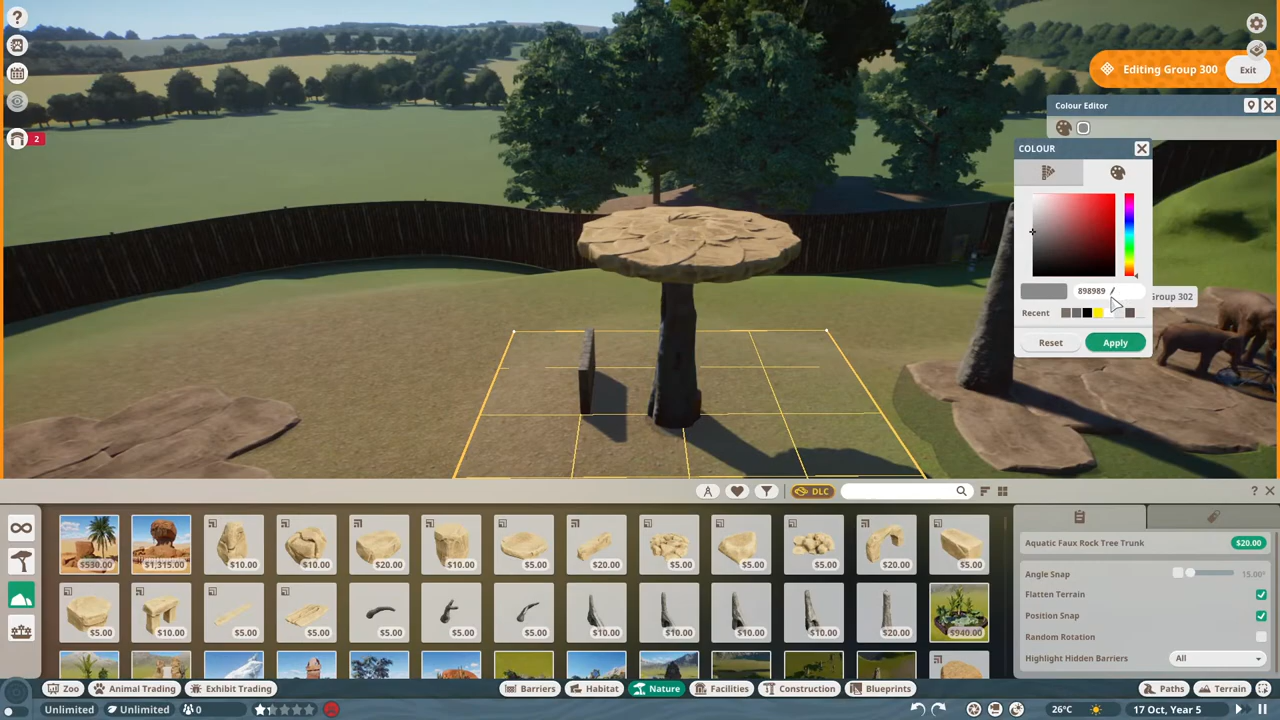 ?
Editing Group 300
Exit
Colour Editor
2
COLOUR
898989
Group 302
Recent
Reset
Apply
DLC
?
$530.00
$1,315.00
$10.00
$10.00
$20.00
$10.00
$5.00
$20.00
$5.00
$5.00
$5.00
$20.00
$5.00
Aquatic Faux Rock Tree Trunk
$20.00
Angle Snap
15.00°
Flatten Terrain
$5.00
$10.00
$5.00
$5.00
$5.00
$5.00
$5.00
$10.00
$10.00
$10.00
$10.00
$20.00
$940.00
Position Snap
Random Rotation
Highlight Hidden Barriers
All
Zoo
Animal Trading
Exhibit Trading
Barriers
Habitat
Nature
Facilities
Construction
Blueprints
Paths
Terrain
Unlimited
Unlimited
0
26°C
17 Oct, Year 5